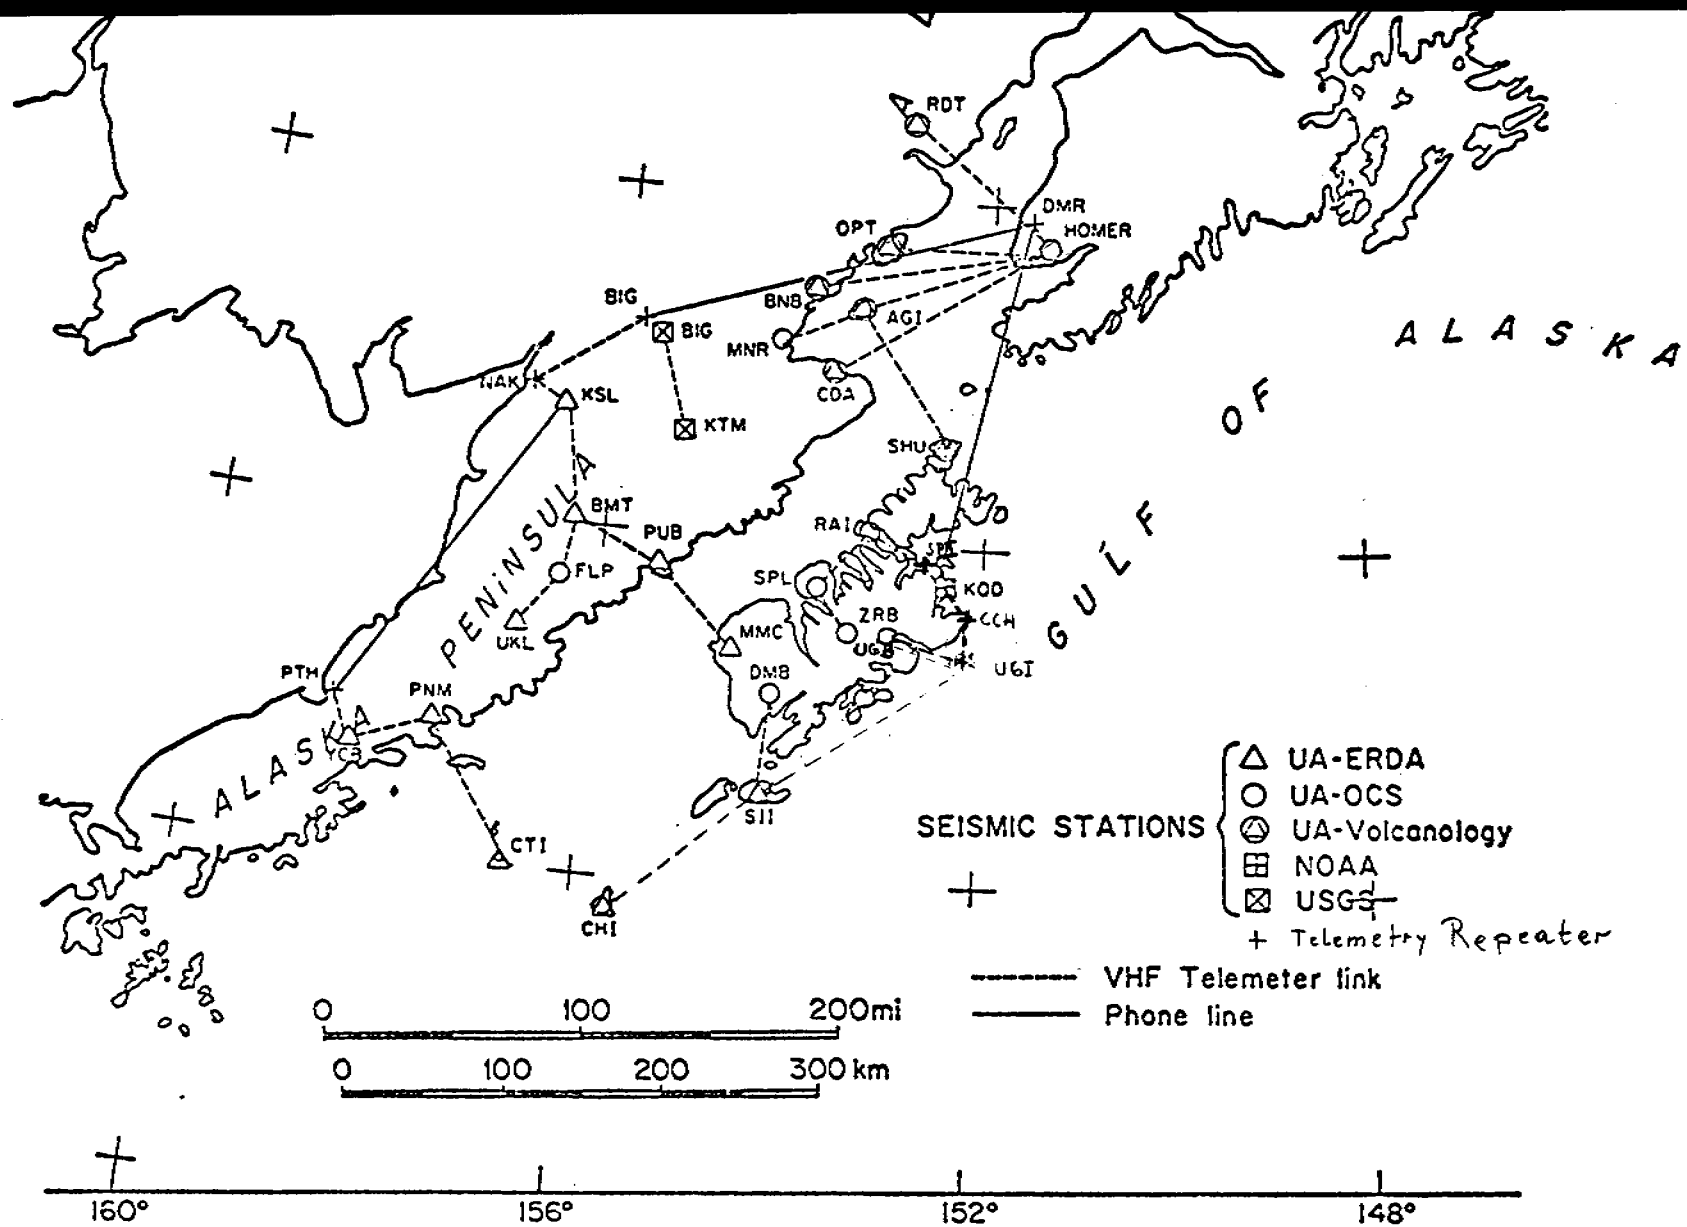 RDT
DMR
HOMER
OPT
BIG
BNB
BIG
AGI
MNR
NAK
KSL
CDA
KTM
ALASKA
GULF OF
SHU
BMT
RAI
PUB
FLP
SPL
KOD
ZRB
CCH
UKL
MMC
UGB
UGI
PTH
PNM
DMB
ALASKA PENiNSULA
YCB
SII
CTI
CHI
SEISMIC STATIONS
UA-ERDA
UA-OCS
UA-Volcanology
NOAA
USGS
+ Telemetry Repeater
VHF Telemeter link
Phone line
0 100 200mi
0 100 200 300 km
160° 156° 152° 148°